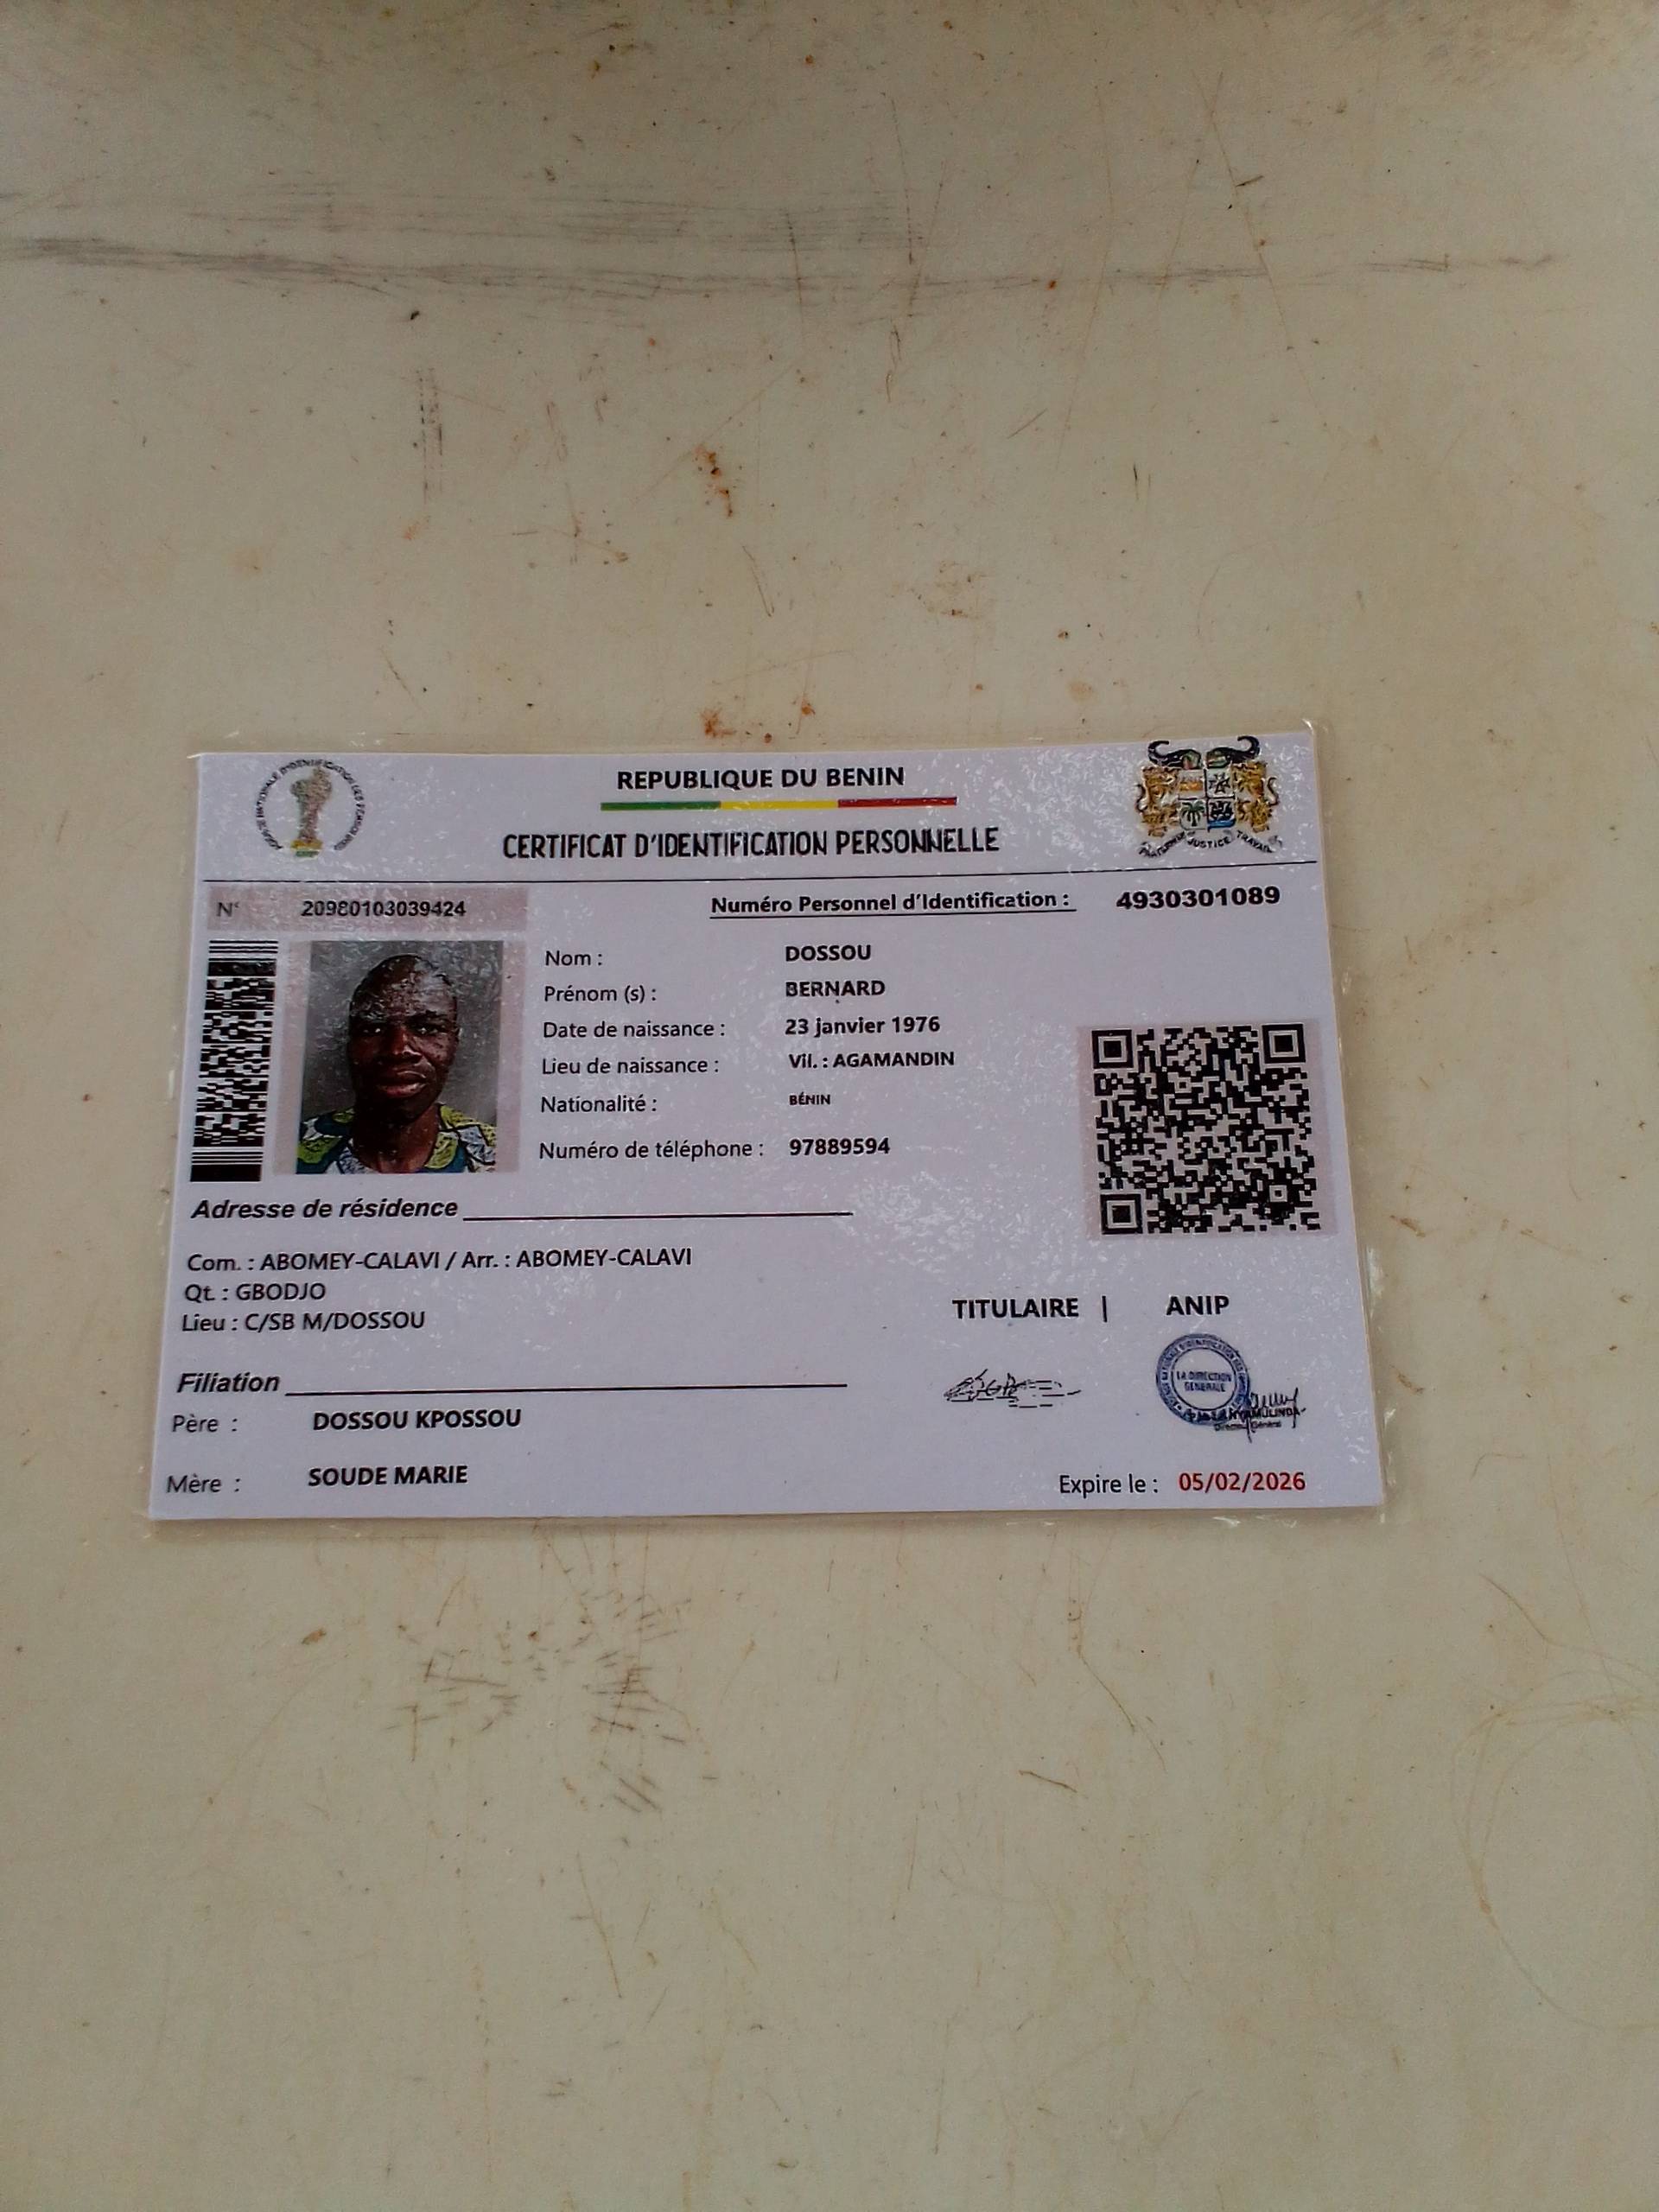 REPUBLIQUE DU BENIN
CERTIFICAT D'IDENTIFICATION PERSONNELLE
N° 20980103039424
Numéro Personnel d'Identification : 4930301089
Nom : DOSSOU
Prénom (s) : BERNARD
Date de naissance : 23 janvier 1976
Lieu de naissance : Vil. : AGAMANDIN
Nationalité : BÉNIN
Numéro de téléphone : 97889594
Adresse de résidence
Com. : ABOMEY-CALAVI / Arr. : ABOMEY-CALAVI
Qt. : GBODJO
Lieu : C/SB M/DOSSOU
TITULAIRE | ANIP
LA DIRECTION
GENERALE
Filiation
Père : DOSSOU KPOSSOU
Mère : SOUDE MARIE
Expire le : 05/02/2026
JUSTICE TRAVAIL